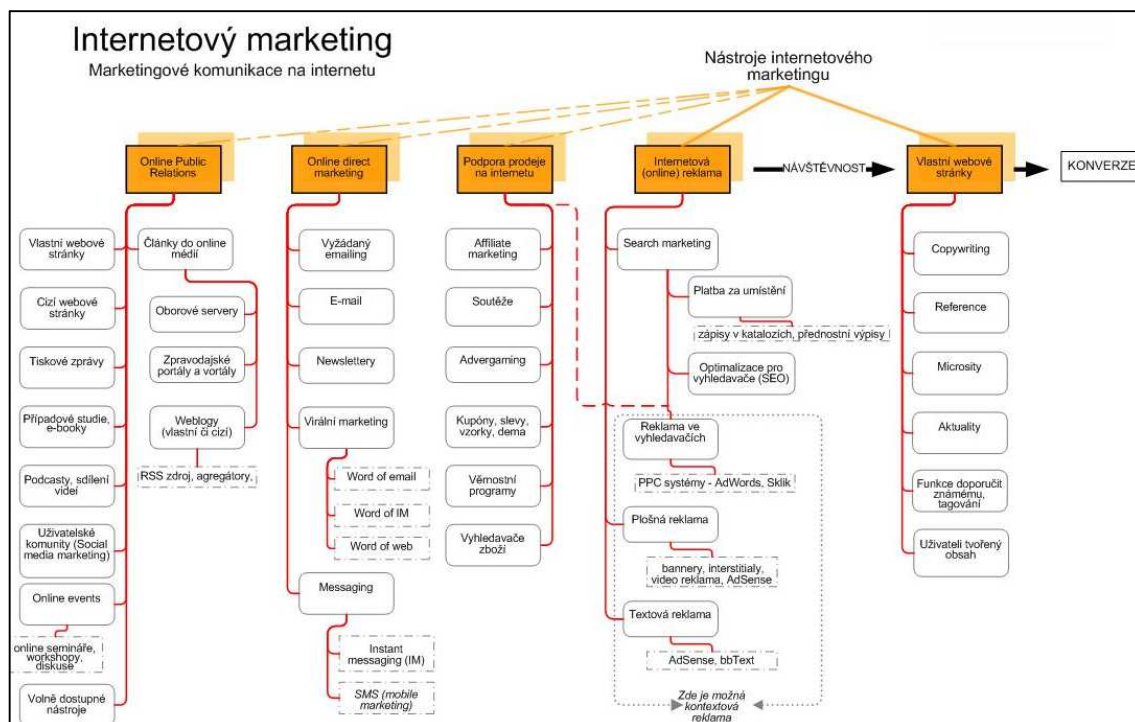 Internetový marketing
Marketingové komunikace na internetu
Nástroje internetového
marketingu
Online Public
Relations
Online direct
marketing
Podpora prodeje
na internetu
Internetová
(online) reklama
NÁVŠTĚVNOST
Vlastní webové
stránky
KONVERZE
Vlastní webové
stránky
Cizí webové
stránky
Tiskové zprávy
Případové studie,
e-booky
Podcasty, sdílení
videí
Uživatelské
komunity (Social
media marketing)
Online events
online semináře,
workshopy,
diskuse
Volně dostupné
nástroje
Články do online
médií
Oborové servery
Zpravodajské
portály a vortály
Weblogy
(vlastní či cizí)
RSS zdroj, agregátory,
Vyžádaný
emailing
E-mail
Newslettery
Virální marketing
Word of email
Word of IM
Word of web
Messaging
Instant
messaging (IM)
SMS (mobile
marketing)
Affiliate
marketing
Soutěže
Advergaming
Kupóny, slevy,
vzorky, dema
Věrnostní
programy
Vyhledavače
zboží
Search marketing
Platba za umístění
zápisy v katalozích, přednostní výpisy
Optimalizace pro
vyhledavače (SEO)
Reklama ve
vyhledavačích
PPC systémy - AdWords, Sklik
Plošná reklama
bannery, interstitialy,
video reklama, AdSense
Textová reklama
AdSense, bbText
Zde je možná
kontextová
reklama
Copywriting
Reference
Microsity
Aktuality
Funkce doporučit
známému,
tagování
Uživateli tvořený
obsah